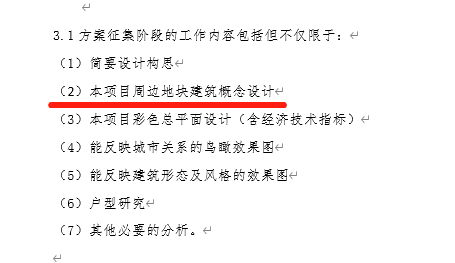 3.1 方案征集阶段的工作内容包括但不仅限于：
（1）简要设计构思
（2）本项目周边地块建筑概念设计
（3）本项目彩色总平面设计（含经济技术指标）
（4）能反映城市关系的鸟瞰效果图
（5）能反映建筑形态及风格的效果图
（6）户型研究
（7）其他必要的分析。